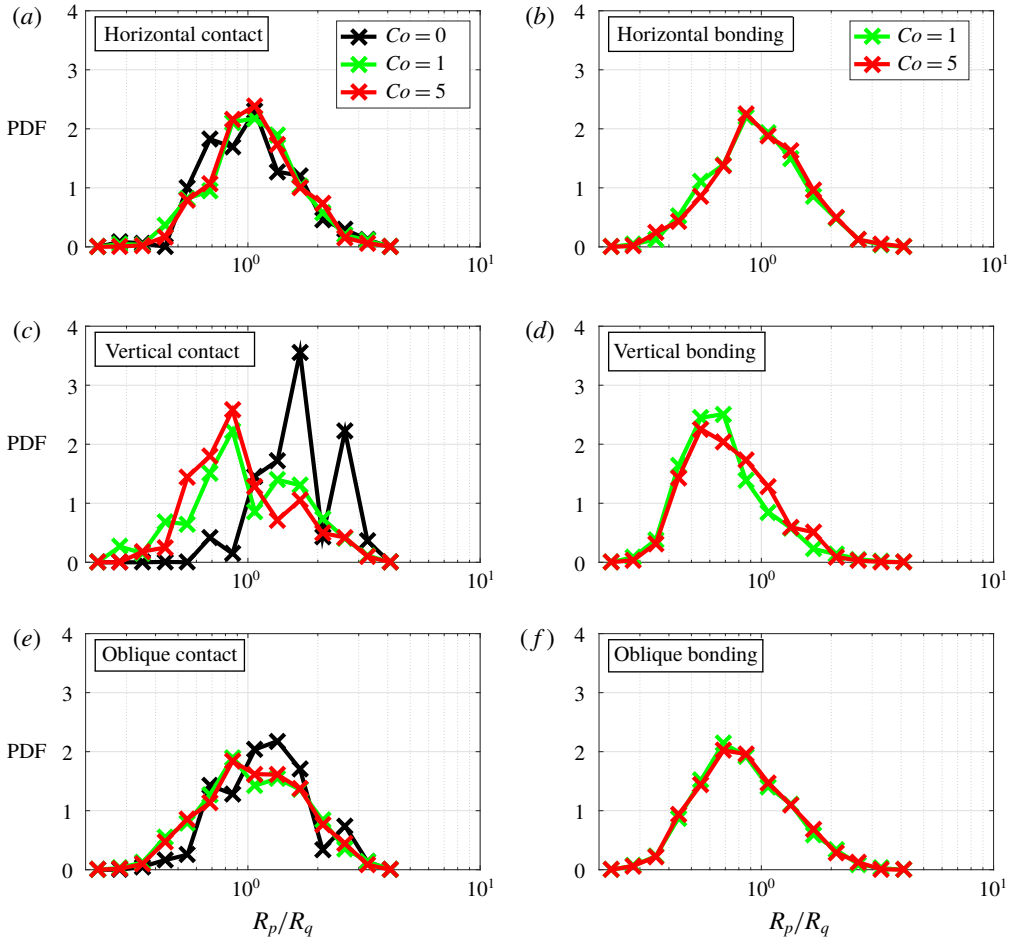 (a)
Horizontal contact
Co = 0
Co = 1
Co = 5
4
3
2
1
0
PDF
10^0
10^1
(b)
Horizontal bonding
Co = 1
Co = 5
4
3
2
1
0
10^0
10^1
(c)
Vertical contact
4
3
2
1
0
PDF
10^0
10^1
(d)
Vertical bonding
4
3
2
1
0
10^0
10^1
(e)
Oblique contact
4
3
2
1
0
PDF
10^0
10^1
R_p/R_q
(f)
Oblique bonding
4
3
2
1
0
10^0
10^1
R_p/R_q